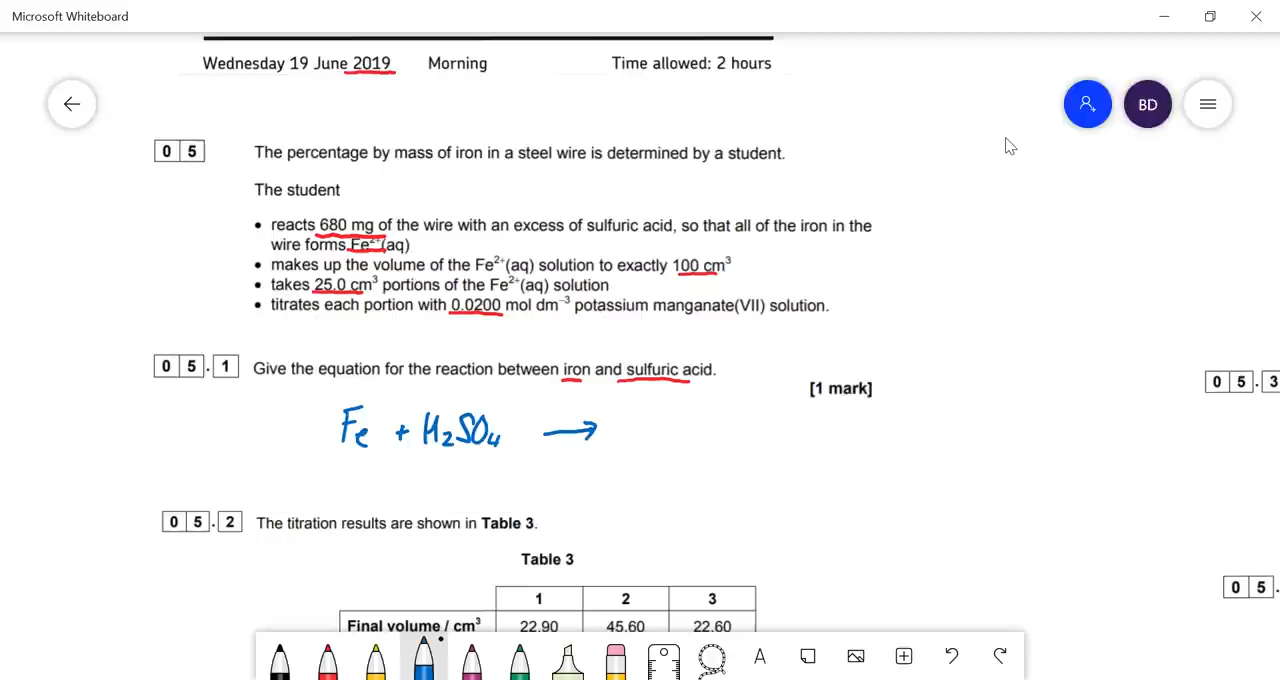 Microsoft Whiteboard
Wednesday 19 June 2019 Morning Time allowed: 2 hours
BD
0 5 The percentage by mass of iron in a steel wire is determined by a student.
The student
• reacts 680 mg of the wire with an excess of sulfuric acid, so that all of the iron in the
wire forms Fe²⁺(aq)
• makes up the volume of the Fe²⁺(aq) solution to exactly 100 cm³
• takes 25.0 cm³ portions of the Fe²⁺(aq) solution
• titrates each portion with 0.0200 mol dm⁻³ potassium manganate(VII) solution.
0 5 . 1 Give the equation for the reaction between iron and sulfuric acid.
[1 mark]
0 5 . 3
Fe + H₂SO₄ →
0 5 . 2 The titration results are shown in Table 3.
Table 3
0 5 .
1 2 3
Final volume / cm³ 22.90 45.60 22.60
A